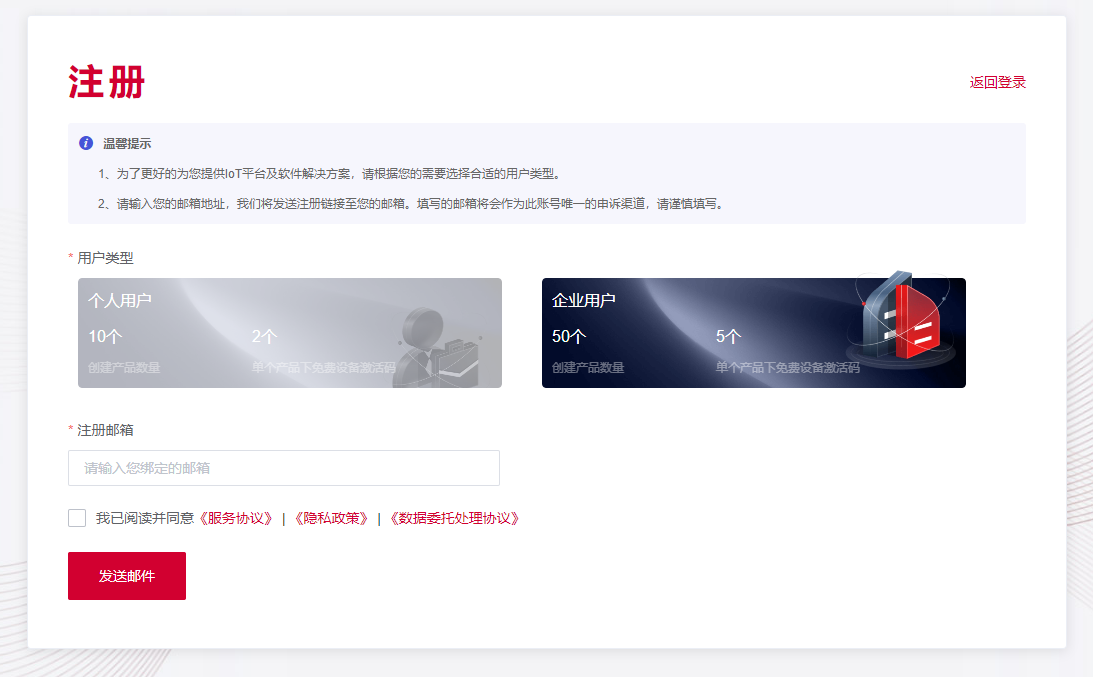 注册
返回登录
温馨提示
1、为了更好的为您提供IoT平台及软件解决方案，请根据您的需要选择合适的用户类型。
2、请输入您的邮箱地址，我们将发送注册链接至您的邮箱。填写的邮箱将会作为此账号唯一的申诉渠道，请谨慎填写。
* 用户类型
个人用户
10个 2个
创建产品数量 单个产品下免费设备激活码
企业用户
50个 5个
创建产品数量 单个产品下免费设备激活码
* 注册邮箱
请输入您绑定的邮箱
我已阅读并同意《服务协议》 | 《隐私政策》 | 《数据委托处理协议》
发送邮件